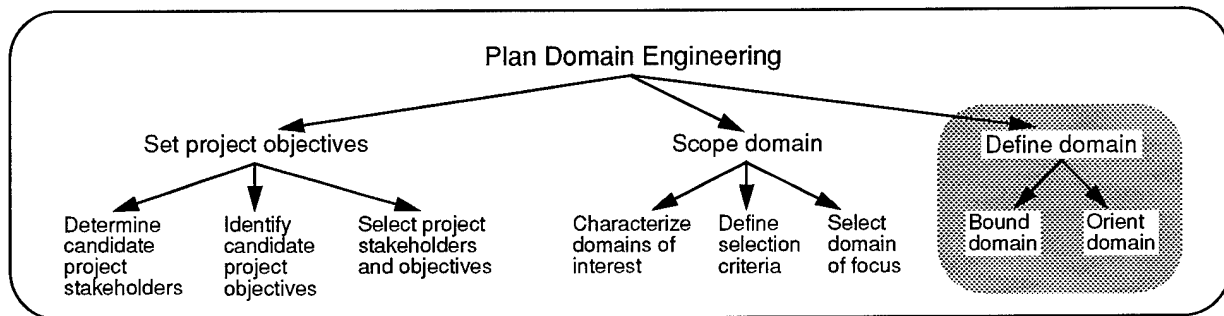 Plan Domain Engineering
Set project objectives
Scope domain
Define domain
Determine
candidate
project
stakeholders
Identify
candidate
project
objectives
Select project
stakeholders
and objectives
Characterize
domains of
interest
Define
selection
criteria
Select
domain
of focus
Bound
domain
Orient
domain